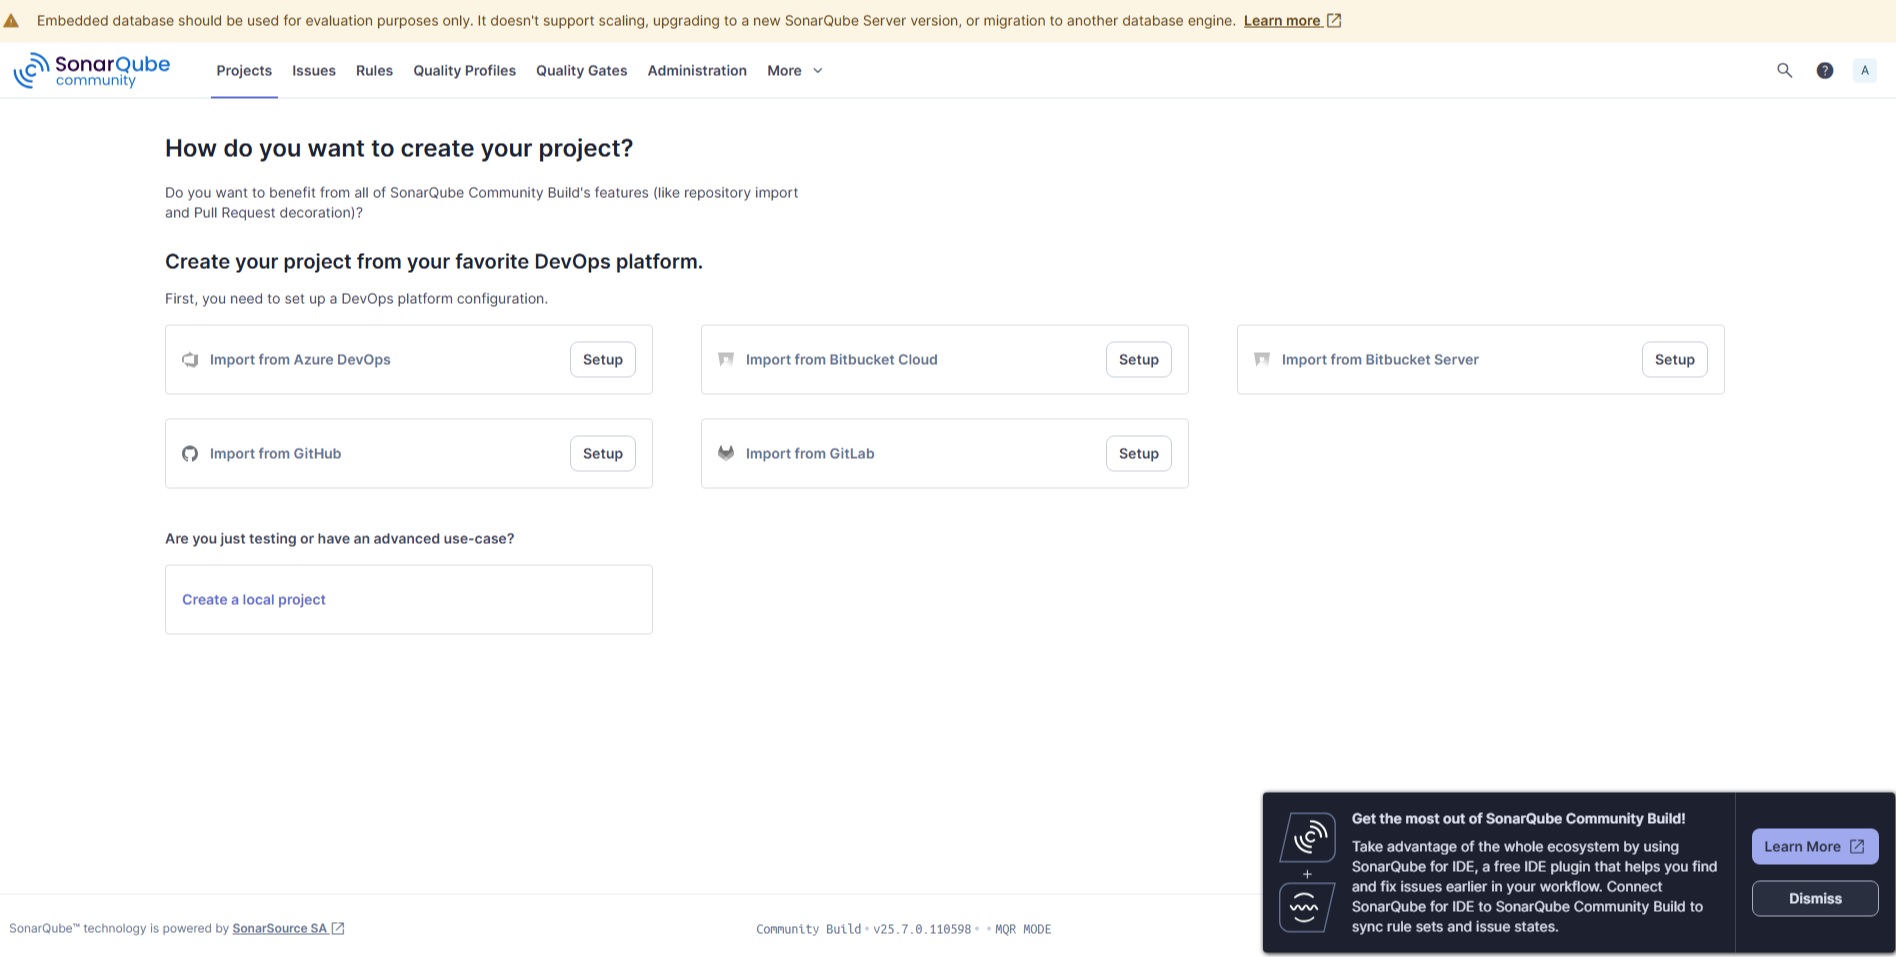 Embedded database should be used for evaluation purposes only. It doesn't support scaling, upgrading to a new SonarQube Server version, or migration to another database engine. Learn more
SonarQube
community
Projects Issues Rules Quality Profiles Quality Gates Administration More
? A
How do you want to create your project?
Do you want to benefit from all of SonarQube Community Build's features (like repository import
and Pull Request decoration)?
Create your project from your favorite DevOps platform.
First, you need to set up a DevOps platform configuration.
Import from Azure DevOps Setup
Import from Bitbucket Cloud Setup
Import from Bitbucket Server Setup
Import from GitHub Setup
Import from GitLab Setup
Are you just testing or have an advanced use-case?
Create a local project
Get the most out of SonarQube Community Build!
Take advantage of the whole ecosystem by using
SonarQube for IDE, a free IDE plugin that helps you find
and fix issues earlier in your workflow. Connect
SonarQube for IDE to SonarQube Community Build to
sync rule sets and issue states.
+
Learn More
Dismiss
SonarQube™ technology is powered by SonarSource SA
Community Build • v25.7.0.110598 • • MQR MODE